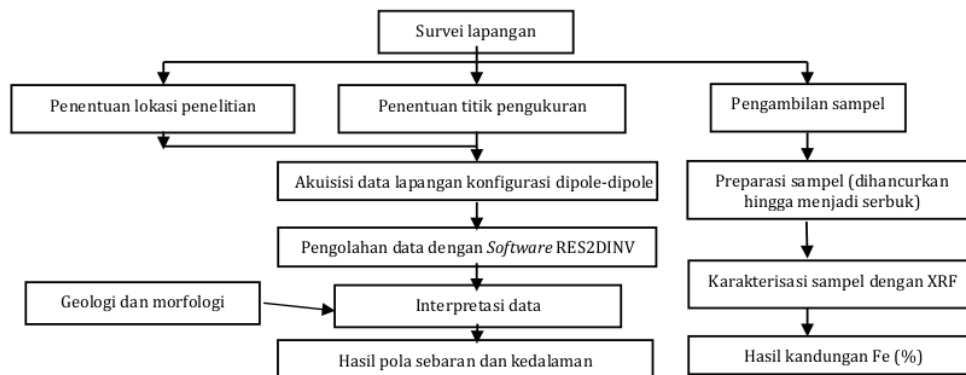 Survei lapangan
Penentuan lokasi penelitian
Penentuan titik pengukuran
Pengambilan sampel
Akuisisi data lapangan konfigurasi dipole-dipole
Preparasi sampel (dihancurkan
hingga menjadi serbuk)
Pengolahan data dengan Software RES2DINV
Karakterisasi sampel dengan XRF
Geologi dan morfologi
Interpretasi data
Hasil pola sebaran dan kedalaman
Hasil kandungan Fe (%)